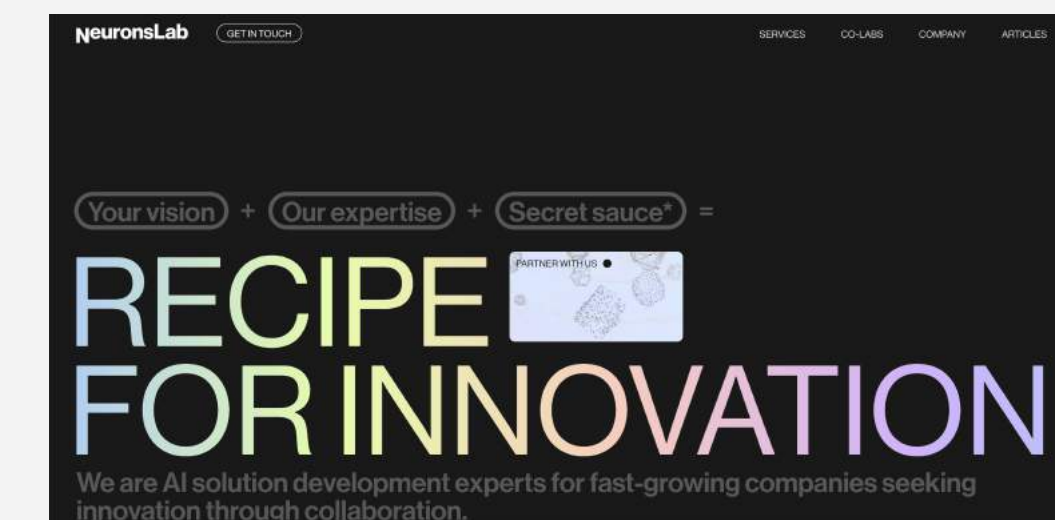 NeuronsLab GET IN TOUCH SERVICES CO-LABS COMPANY ARTICLES
Your vision + Our expertise + Secret sauce* =
RECIPE
PARTNER WITH US
FOR INNOVATION
We are AI solution development experts for fast-growing companies seeking
innovation through collaboration.